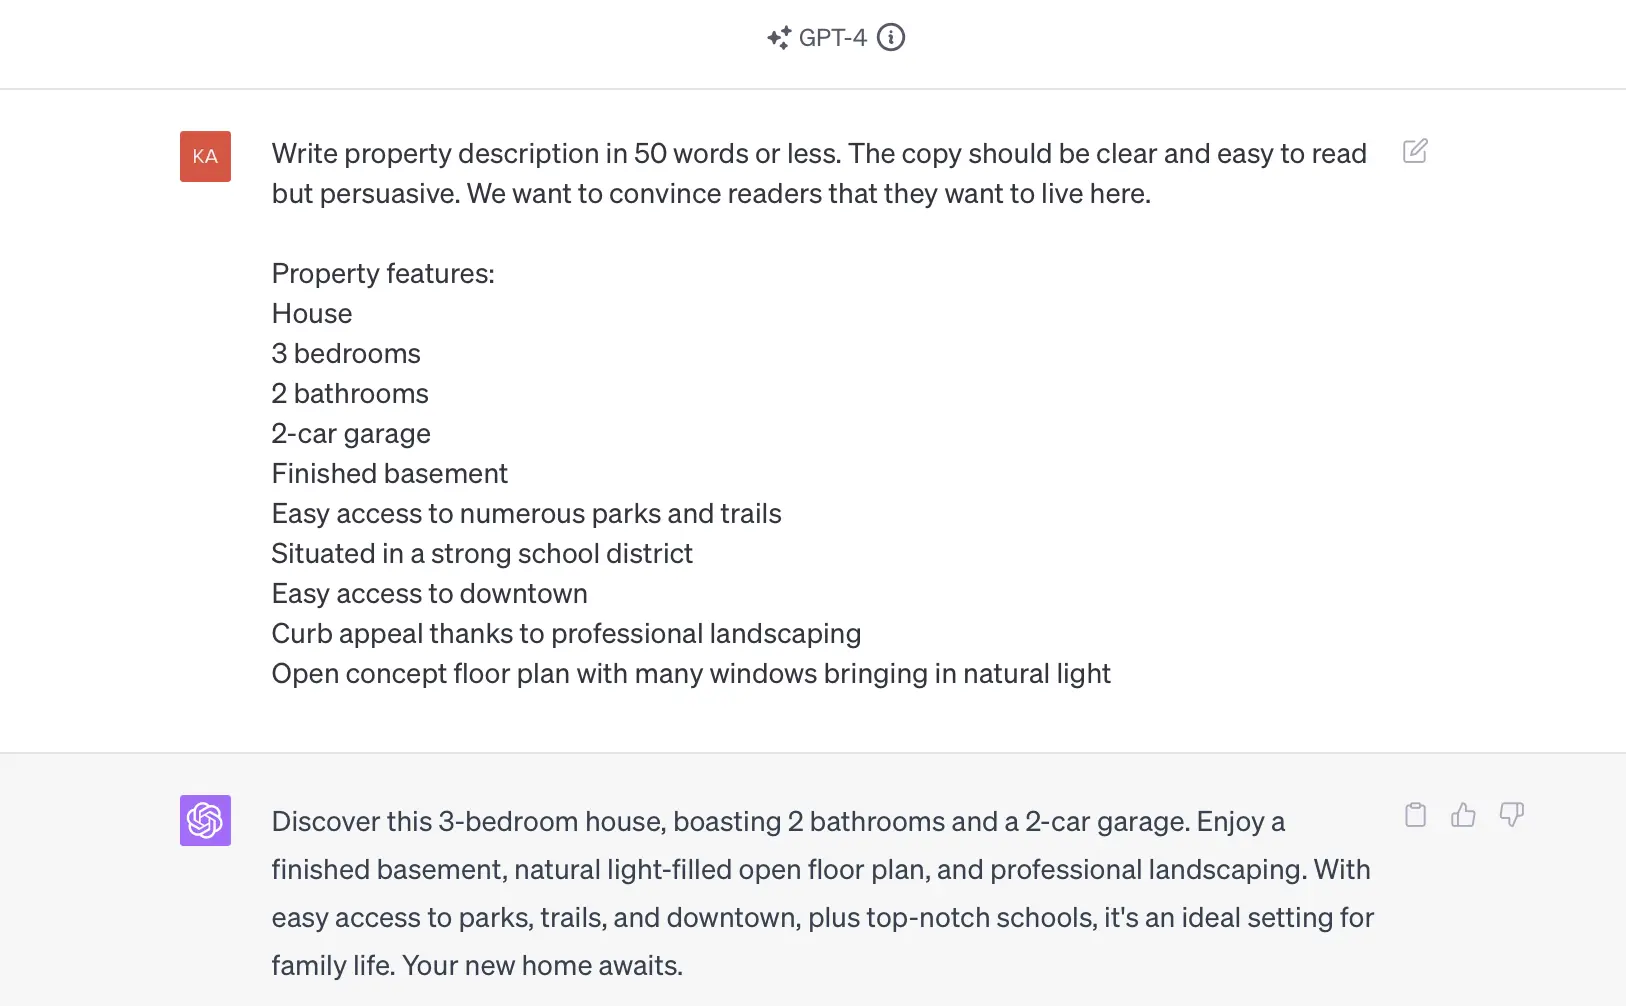 GPT-4
KA
Write property description in 50 words or less. The copy should be clear and easy to read
but persuasive. We want to convince readers that they want to live here.
Property features:
House
3 bedrooms
2 bathrooms
2-car garage
Finished basement
Easy access to numerous parks and trails
Situated in a strong school district
Easy access to downtown
Curb appeal thanks to professional landscaping
Open concept floor plan with many windows bringing in natural light
Discover this 3-bedroom house, boasting 2 bathrooms and a 2-car garage. Enjoy a
finished basement, natural light-filled open floor plan, and professional landscaping. With
easy access to parks, trails, and downtown, plus top-notch schools, it's an ideal setting for
family life. Your new home awaits.